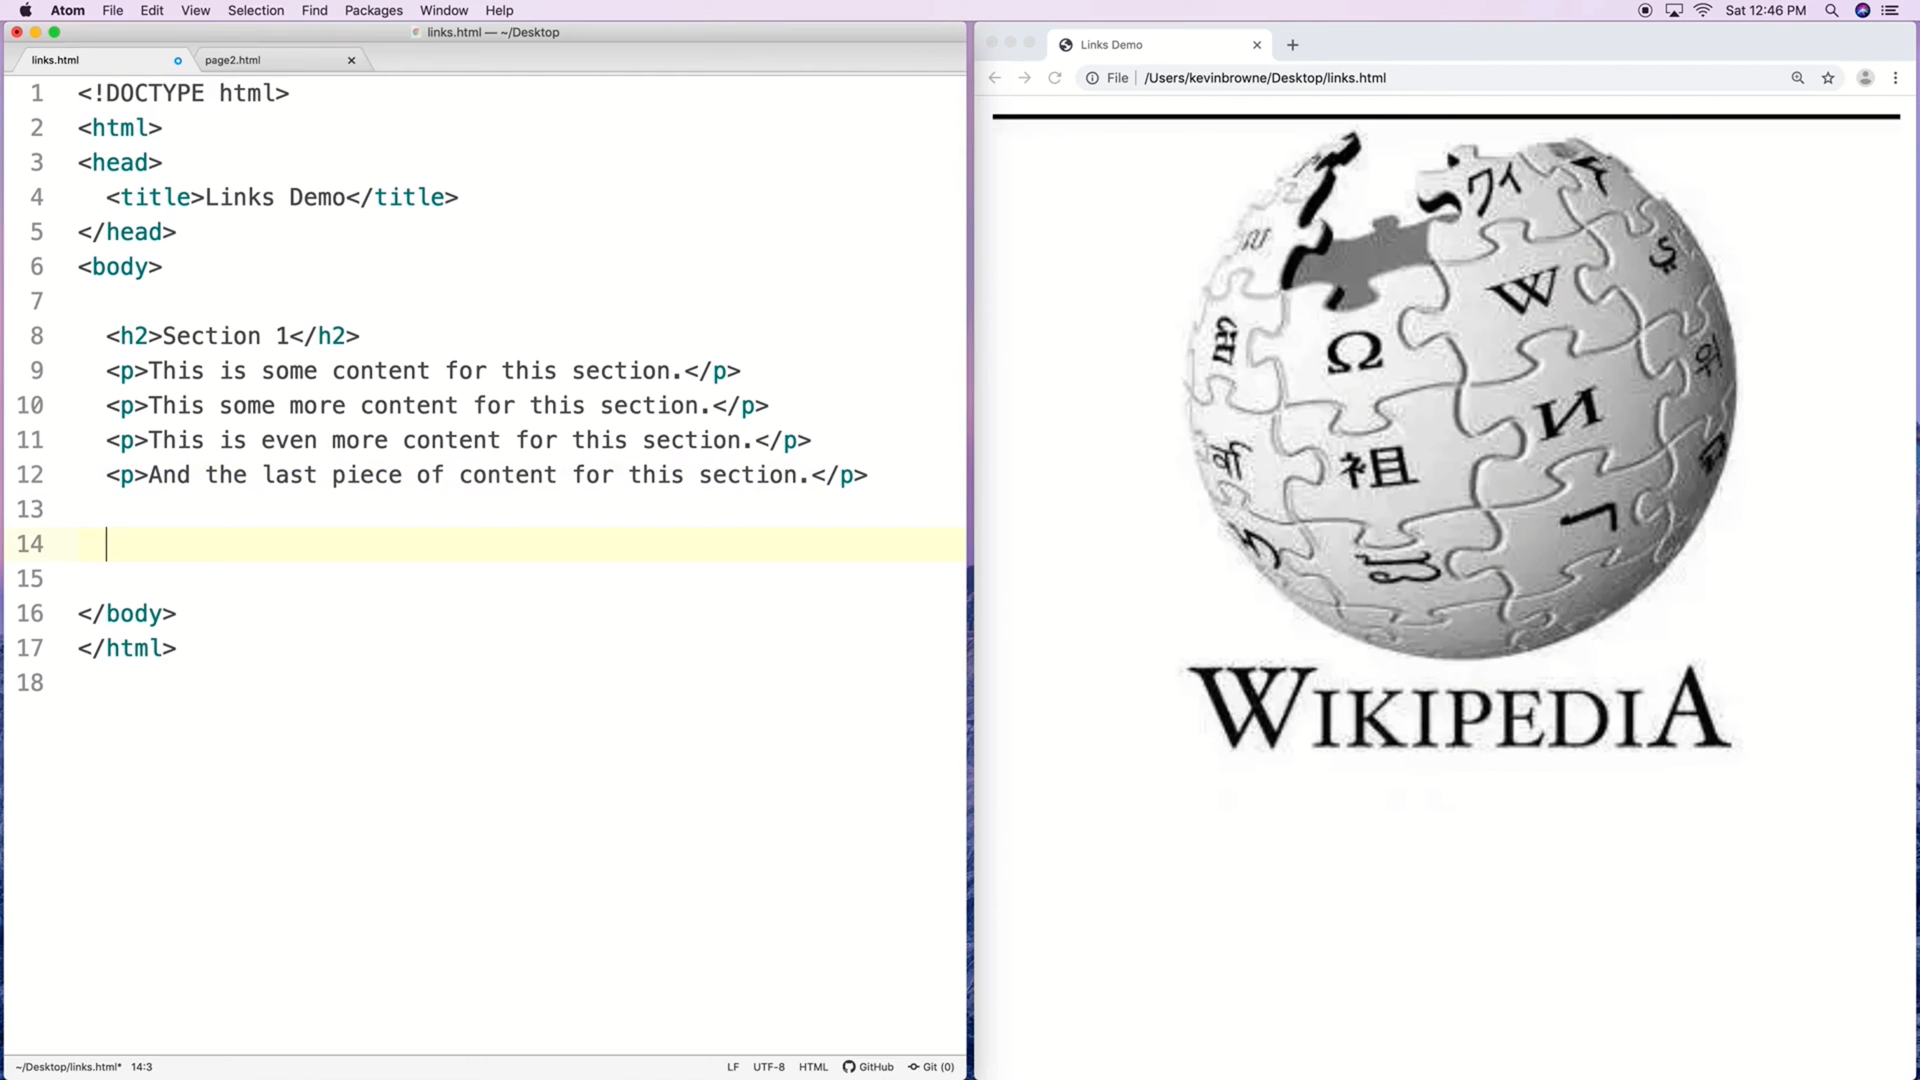 Atom File Edit View Selection Find Packages Window Help
Sat 12:46 PM
links.html — ~/Desktop
links.html
page2.html
1 <!DOCTYPE html>
2 <html>
3 <head>
4 <title>Links Demo</title>
5 </head>
6 <body>
7
8 <h2>Section 1</h2>
9 <p>This is some content for this section.</p>
10 <p>This some more content for this section.</p>
11 <p>This is even more content for this section.</p>
12 <p>And the last piece of content for this section.</p>
13
14
15
16 </body>
17 </html>
18
~/Desktop/links.html* 14:3
LF UTF-8 HTML GitHub Git (0)
Links Demo
File /Users/kevinbrowne/Desktop/links.html
ワィ
W
Ω
И
祖
WIKIPEDIA